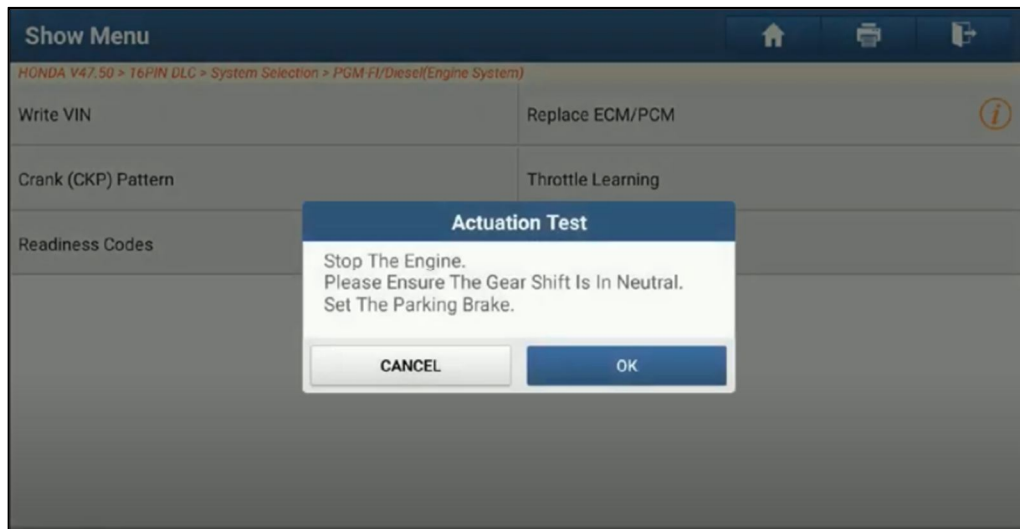 Show Menu
HONDA V47.50 > 16PIN DLC > System Selection > PGM-FI/Diesel(Engine System)
Write VIN
Replace ECM/PCM
i
Crank (CKP) Pattern
Throttle Learning
Readiness Codes
Actuation Test
Stop The Engine.
Please Ensure The Gear Shift Is In Neutral.
Set The Parking Brake.
CANCEL
OK